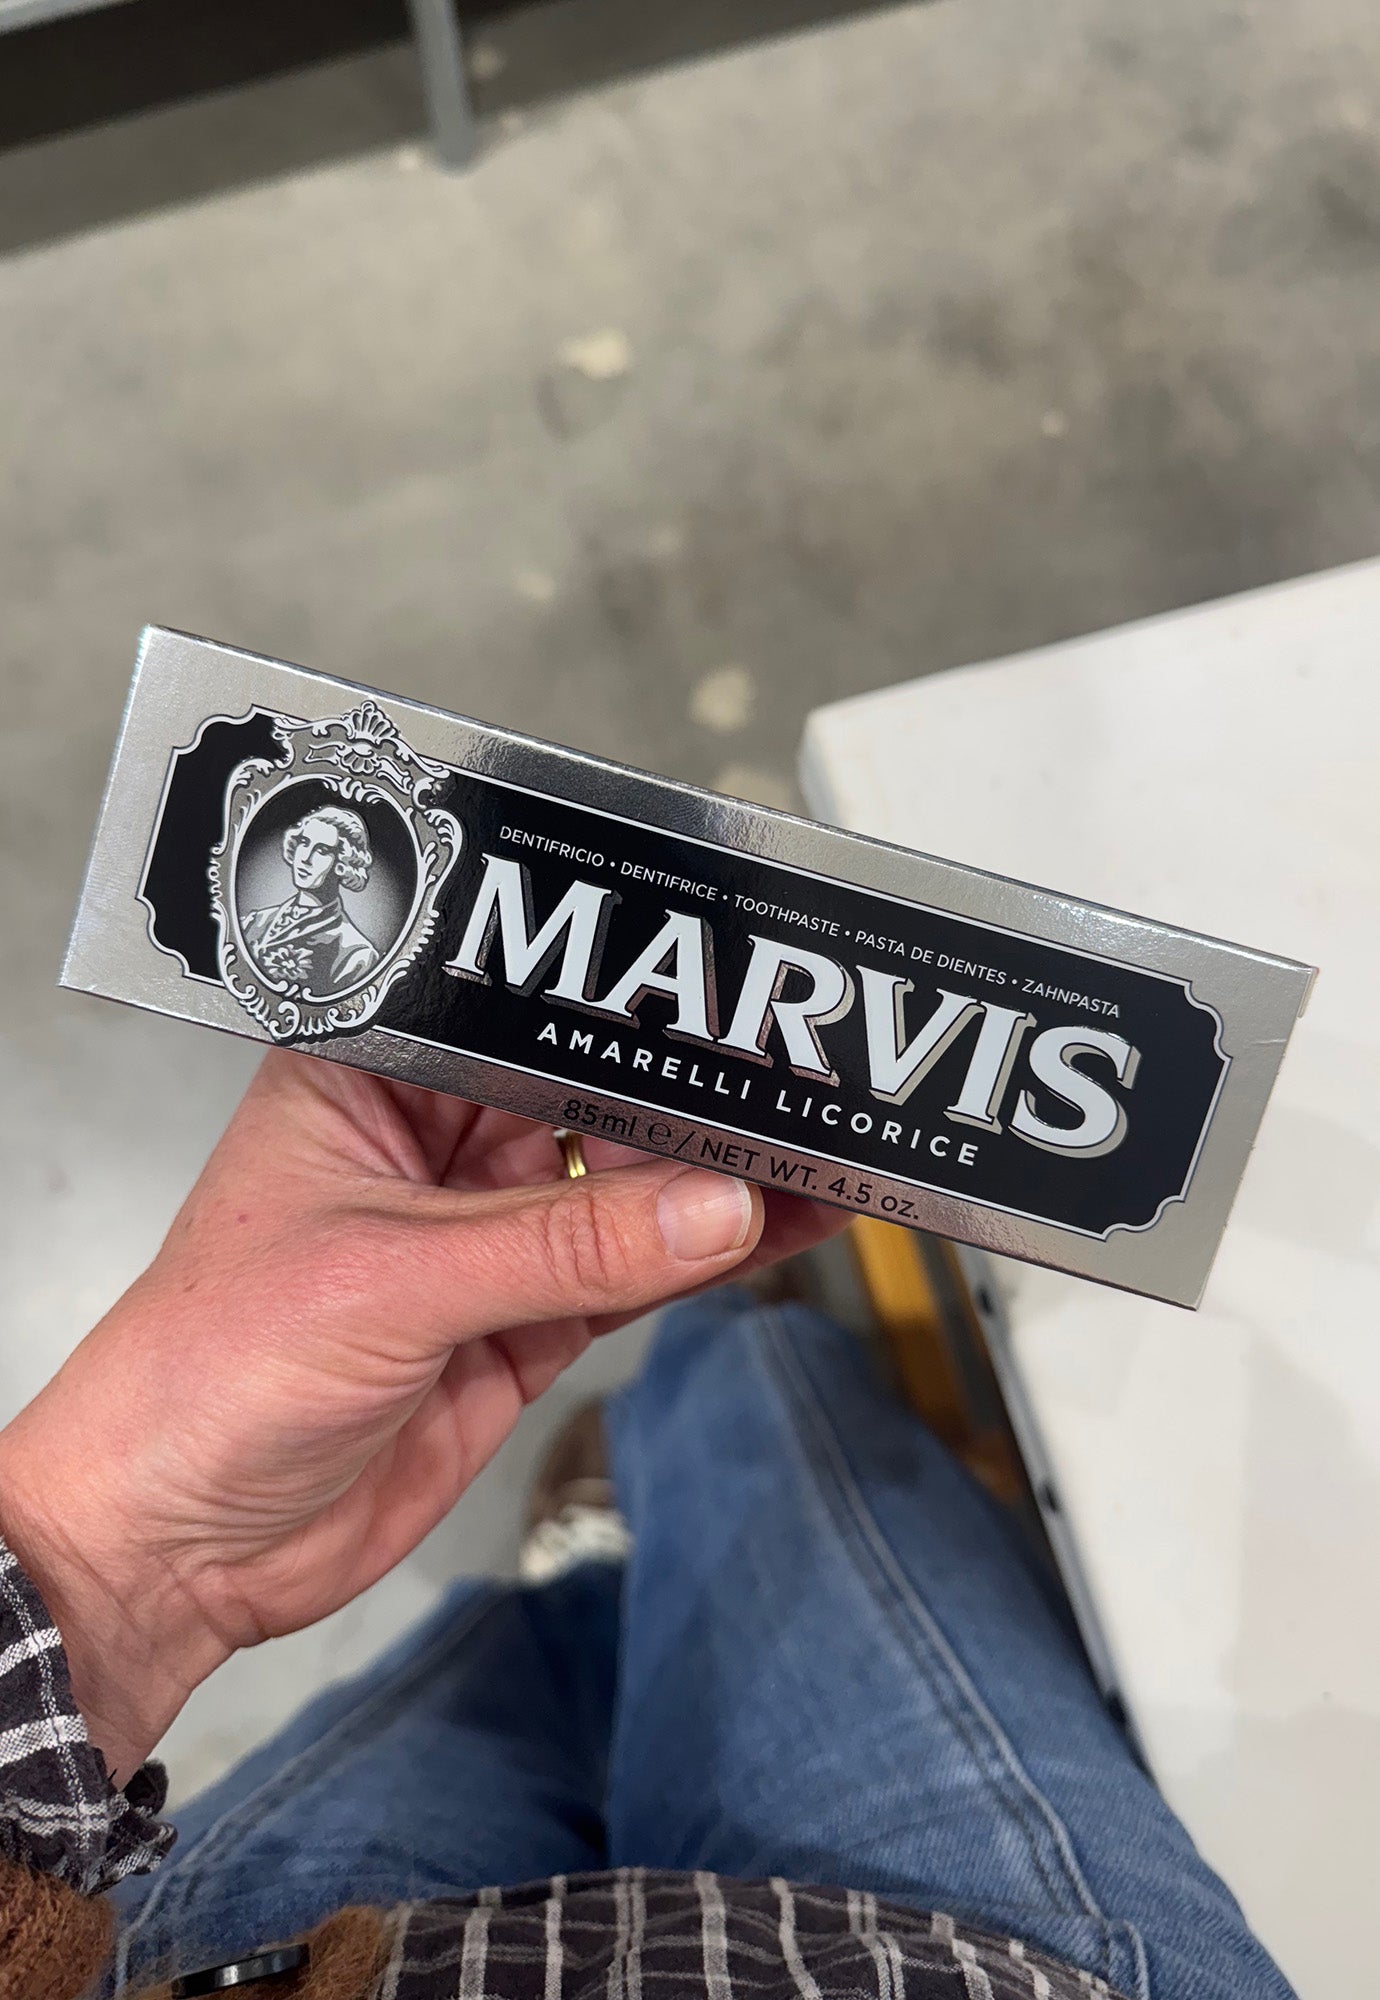 DENTIFRICIO • DENTIFRICE • TOOTHPASTE • PASTA DE DIENTES • ZAHNPASTA
MARVIS
AMARELLI LICORICE
85ml ℮ / NET WT. 4.5 oz.